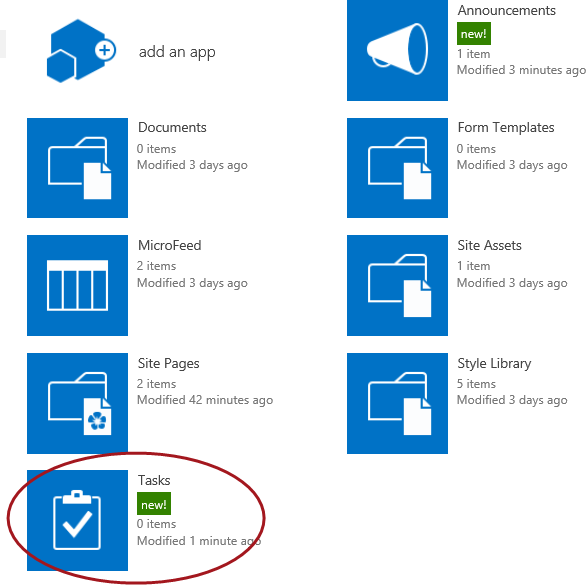 add an app
Announcements
new!
1 item
Modified 3 minutes ago
Documents
0 items
Modified 3 days ago
Form Templates
0 items
Modified 3 days ago
MicroFeed
2 items
Modified 3 days ago
Site Assets
1 item
Modified 3 days ago
Site Pages
2 items
Modified 42 minutes ago
Style Library
5 items
Modified 3 days ago
Tasks
new!
0 items
Modified 1 minute ago